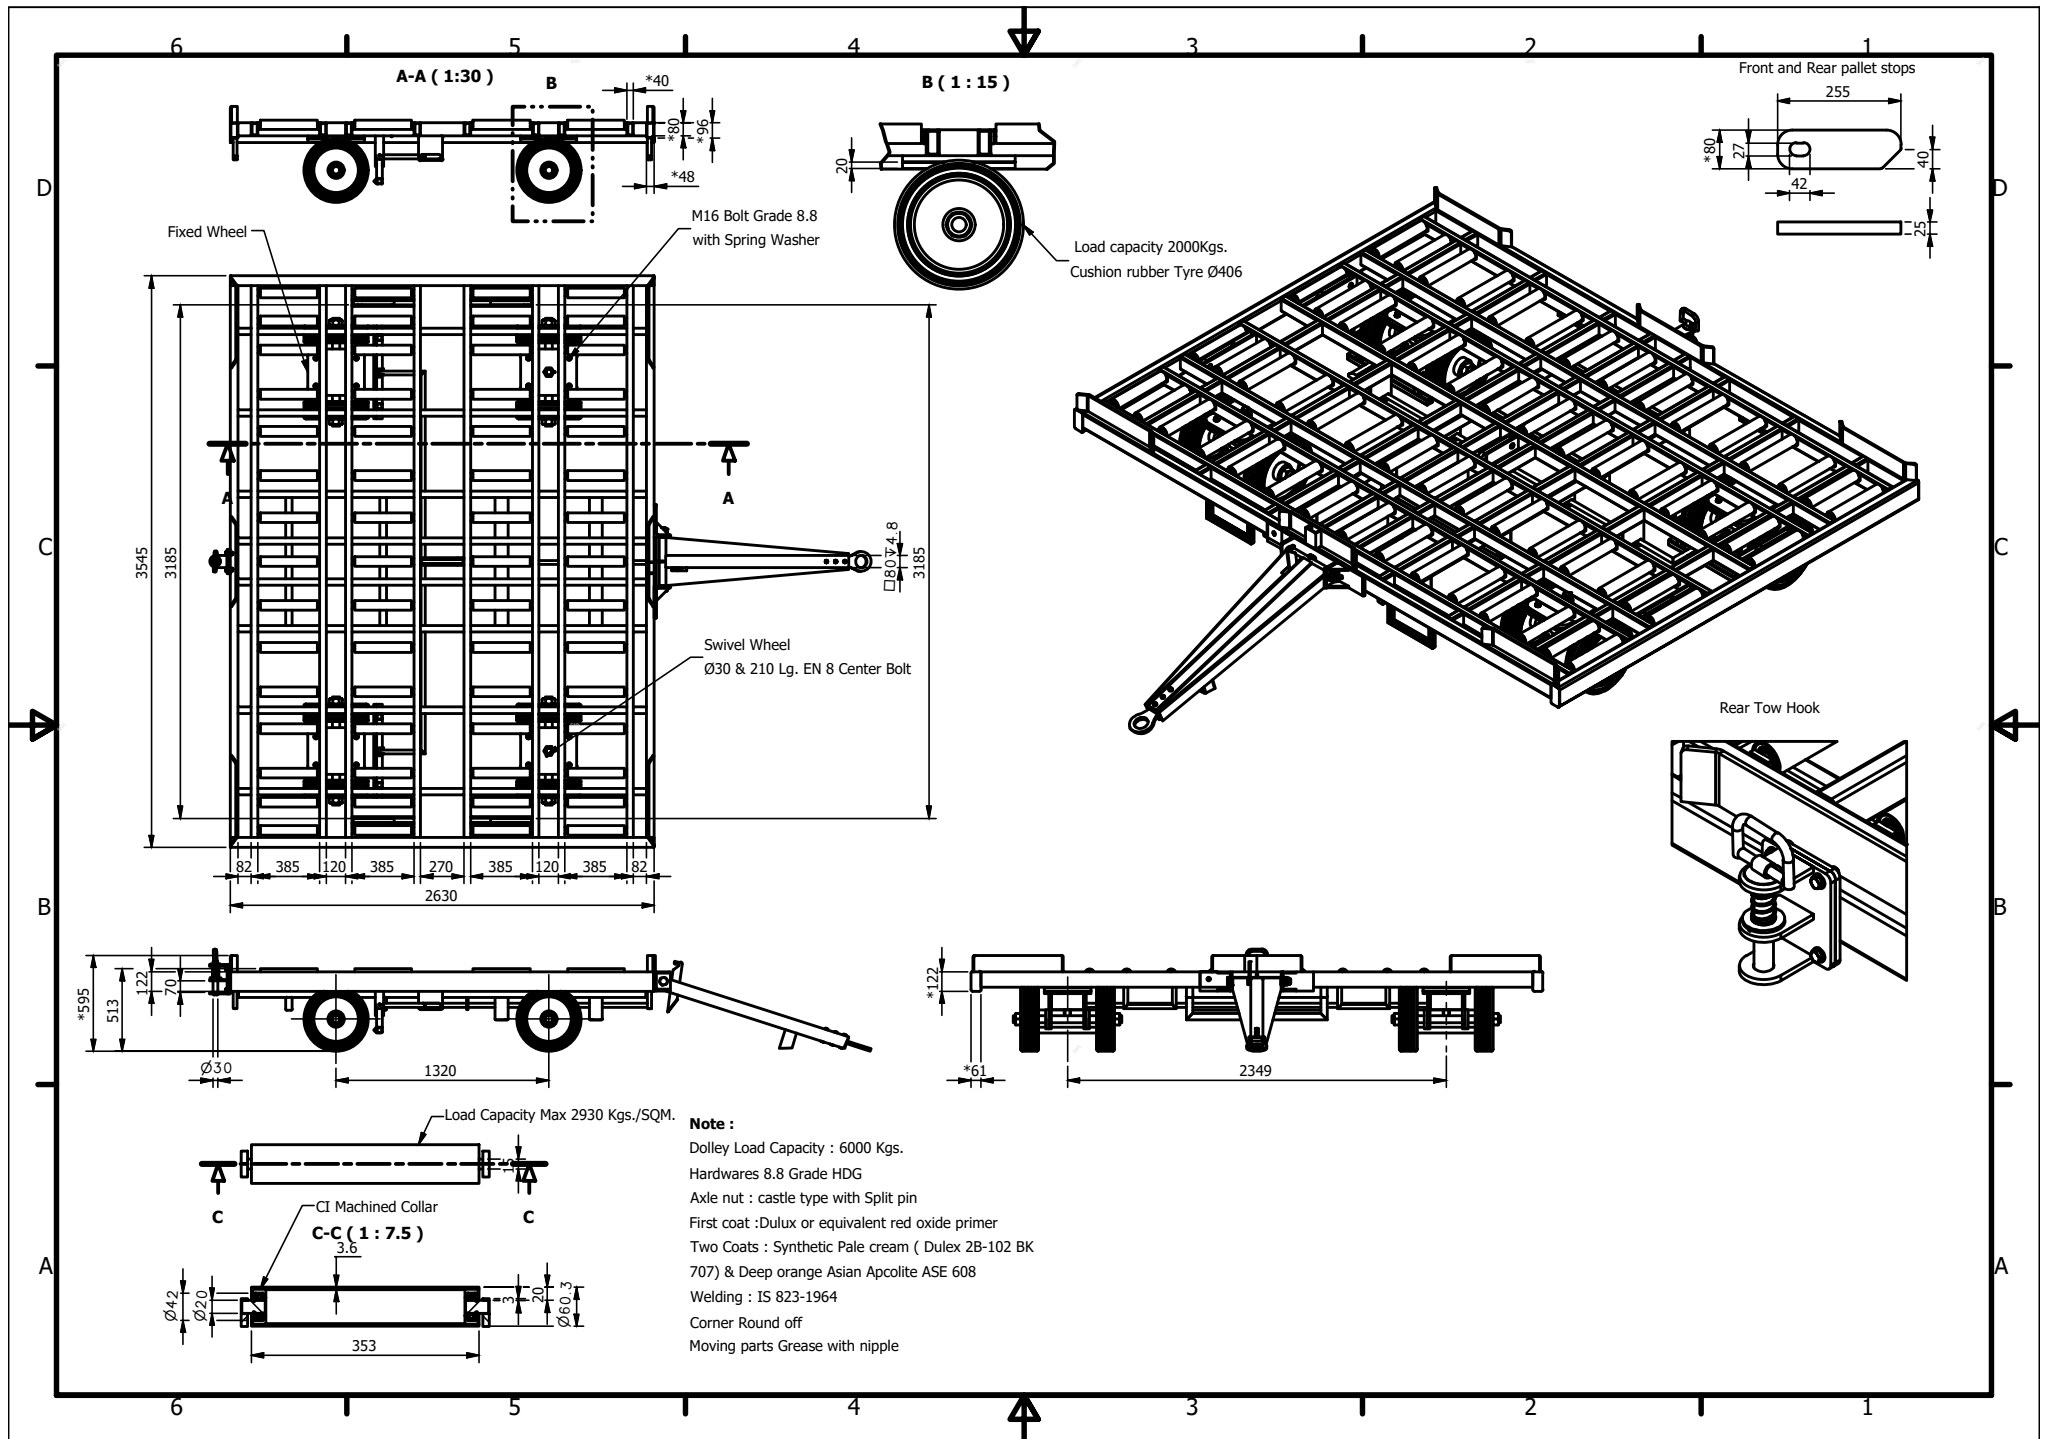 6 5 4 3 2 1
A-A ( 1:30 )
B
*40
*80
*96
*48
B ( 1 : 15 )
20
Load capacity 2000Kgs.
Cushion rubber Tyre Ø406
Front and Rear pallet stops
255
*80
27
42
40
25
D
D
Fixed Wheel
M16 Bolt Grade 8.8
with Spring Washer
A
A
C
C
3545
3185
□80↧4.8
3185
Swivel Wheel
Ø30 & 210 Lg. EN 8 Center Bolt
82 385 120 385 270 385 120 385 82
2630
Rear Tow Hook
B
B
*595
513
122
70
Ø30
1320
*122
*61
2349
Load Capacity Max 2930 Kgs./SQM.
15
C
C
CI Machined Collar
C-C ( 1 : 7.5 )
3.6
Ø42
Ø20
3
20
Ø60.3
353
Note :
Dolley Load Capacity : 6000 Kgs.
Hardwares 8.8 Grade HDG
Axle nut : castle type with Split pin
First coat :Dulux or equivalent red oxide primer
Two Coats : Synthetic Pale cream ( Dulex 2B-102 BK
707) & Deep orange Asian Apcolite ASE 608
Welding : IS 823-1964
Corner Round off
Moving parts Grease with nipple
A
A
6 5 4 3 2 1